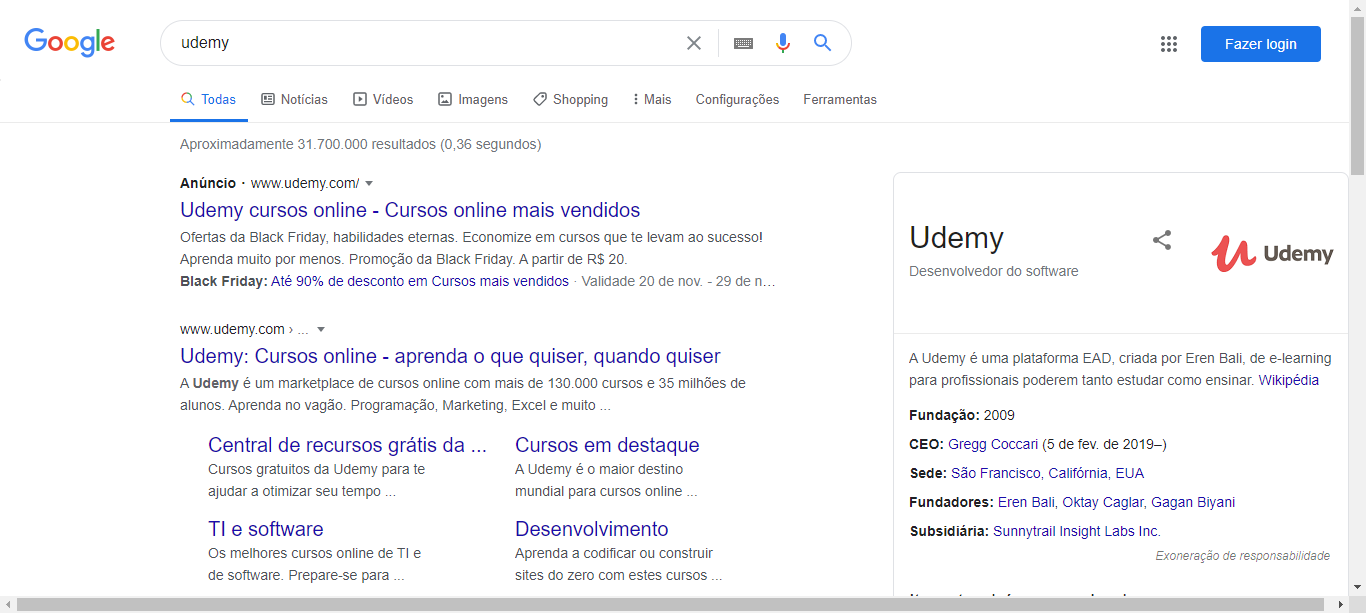 Google
udemy
Fazer login
Todas Notícias Vídeos Imagens Shopping Mais Configurações Ferramentas
Aproximadamente 31.700.000 resultados (0,36 segundos)
Anúncio · www.udemy.com/
Udemy cursos online - Cursos online mais vendidos
Ofertas da Black Friday, habilidades eternas. Economize em cursos que te levam ao sucesso!
Aprenda muito por menos. Promoção da Black Friday. A partir de R$ 20.
Black Friday: Até 90% de desconto em Cursos mais vendidos · Validade 20 de nov. - 29 de n…
www.udemy.com › ...
Udemy: Cursos online - aprenda o que quiser, quando quiser
A Udemy é um marketplace de cursos online com mais de 130.000 cursos e 35 milhões de
alunos. Aprenda no vagão. Programação, Marketing, Excel e muito ...
Central de recursos grátis da ...
Cursos gratuitos da Udemy para te
ajudar a otimizar seu tempo ...
Cursos em destaque
A Udemy é o maior destino
mundial para cursos online ...
TI e software
Os melhores cursos online de TI e
de software. Prepare-se para ...
Desenvolvimento
Aprenda a codificar ou construir
sites do zero com estes cursos ...
Udemy
Desenvolvedor do software
Udemy
A Udemy é uma plataforma EAD, criada por Eren Bali, de e-learning
para profissionais poderem tanto estudar como ensinar. Wikipédia
Fundação: 2009
CEO: Gregg Coccari (5 de fev. de 2019–)
Sede: São Francisco, Califórnia, EUA
Fundadores: Eren Bali, Oktay Caglar, Gagan Biyani
Subsidiária: Sunnytrail Insight Labs Inc.
Exoneração de responsabilidade